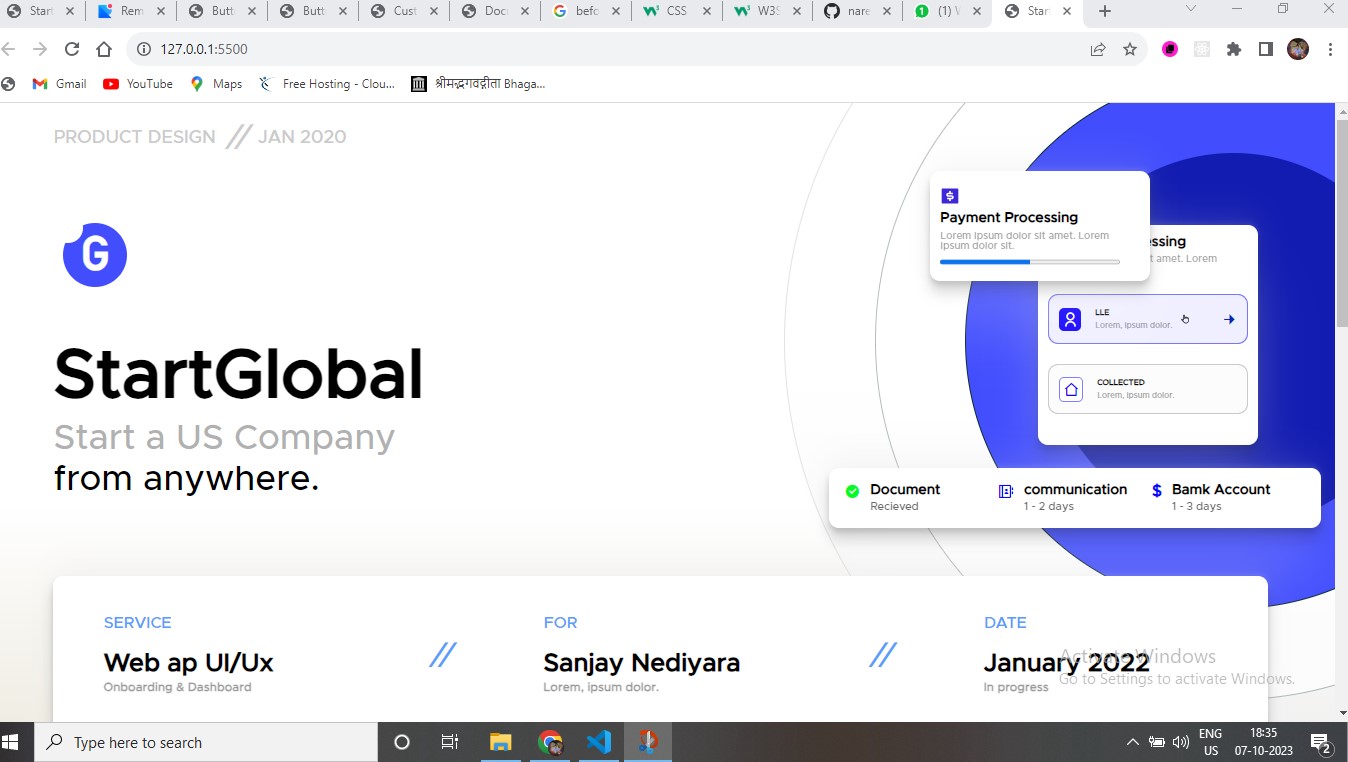 Start
Rem
Butt
Butt
Cust
Doc
befo
CSS
W3S
nare
(1) W
Star
127.0.0.1:5500
Gmail
YouTube
Maps
Free Hosting - Clou...
श्रीमद्भगवद्गीता Bhaga...
PRODUCT DESIGN // JAN 2020
G
StartGlobal
Start a US Company
from anywhere.
Payment Processing
Lorem ipsum dolor sit amet. Lorem
ipsum dolor sit.
essing
t amet. Lorem
LLE
Lorem, ipsum dolor.
COLLECTED
Lorem, ipsum dolor.
Document
Recieved
communication
1 - 2 days
$ Bamk Account
1 - 3 days
SERVICE
Web ap UI/Ux
Onboarding & Dashboard
//
FOR
Sanjay Nediyara
Lorem, ipsum dolor.
//
DATE
January 2022
In progress
Activate Windows
Go to Settings to activate Windows.
Type here to search
ENG
US
18:35
07-10-2023
2